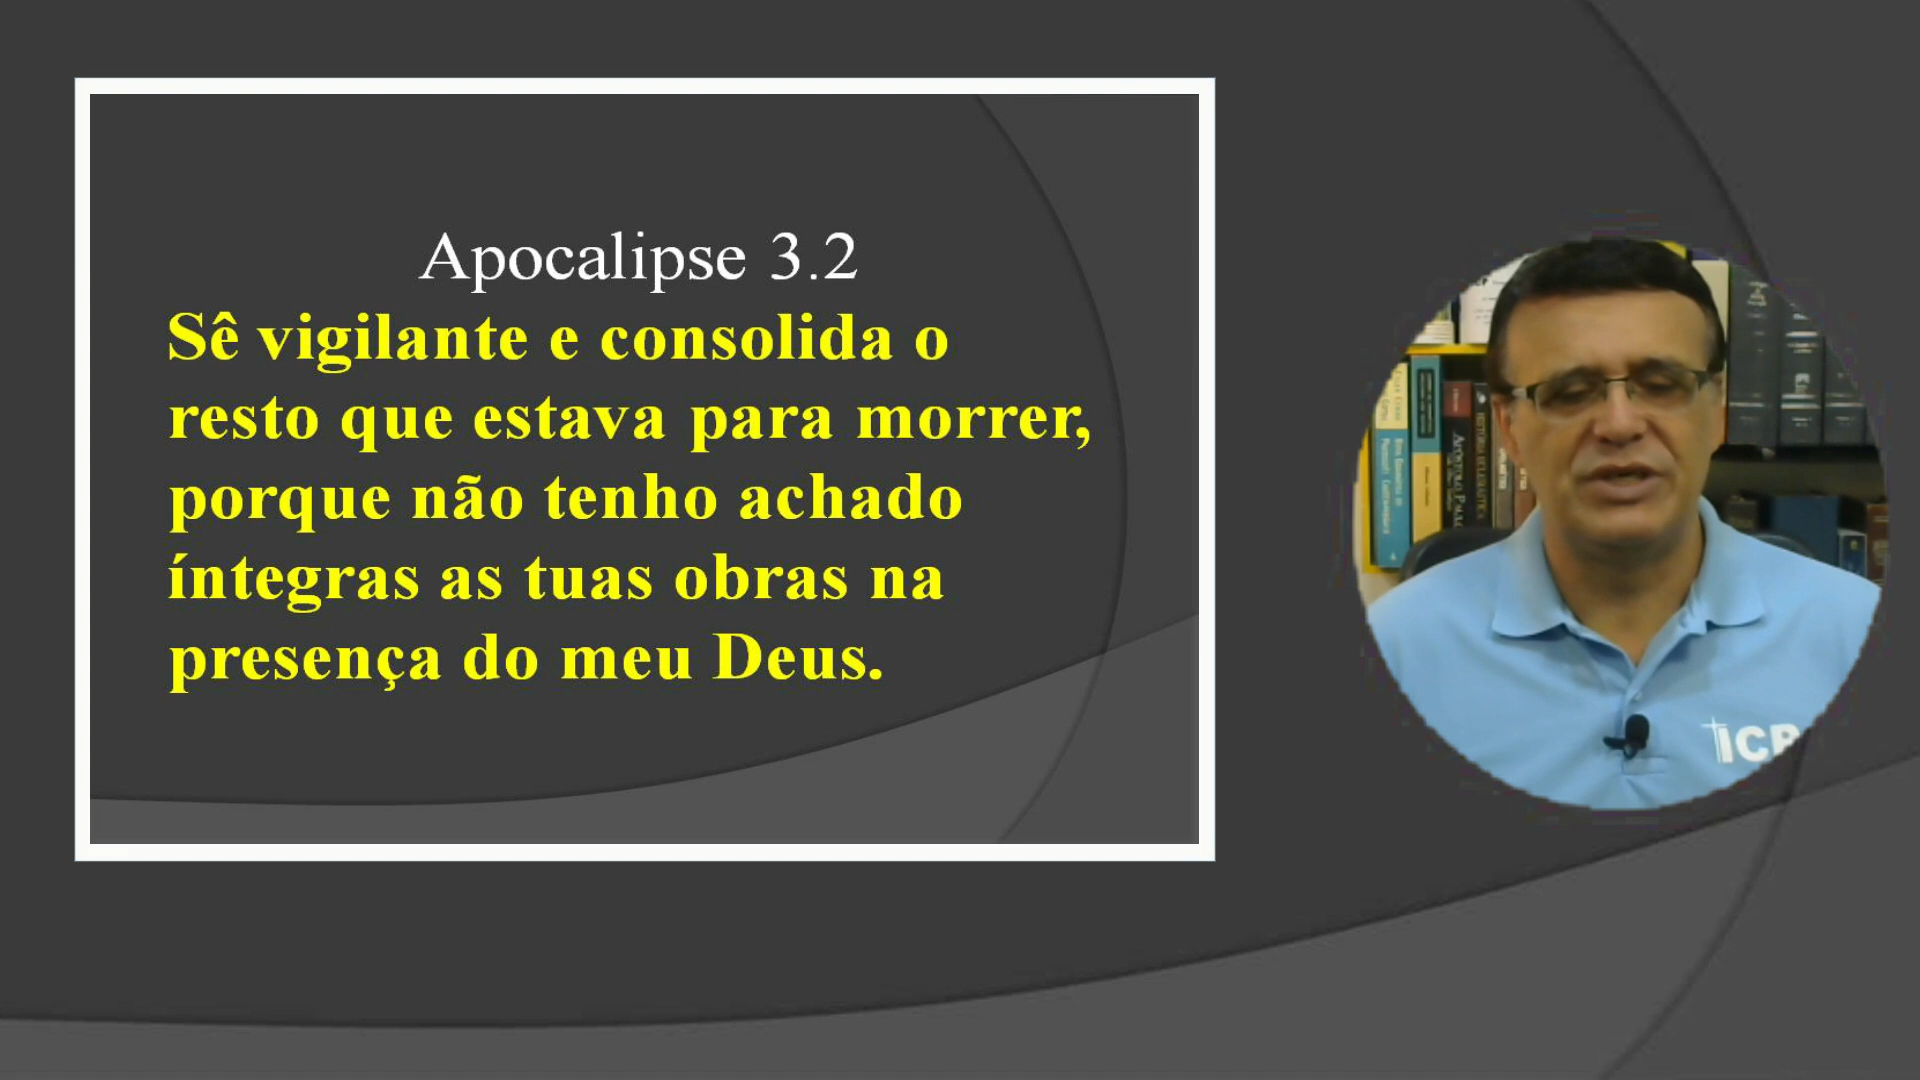 Apocalipse 3.2
Sê vigilante e consolida o
resto que estava para morrer,
porque não tenho achado
íntegras as tuas obras na
presença do meu Deus.
ICP